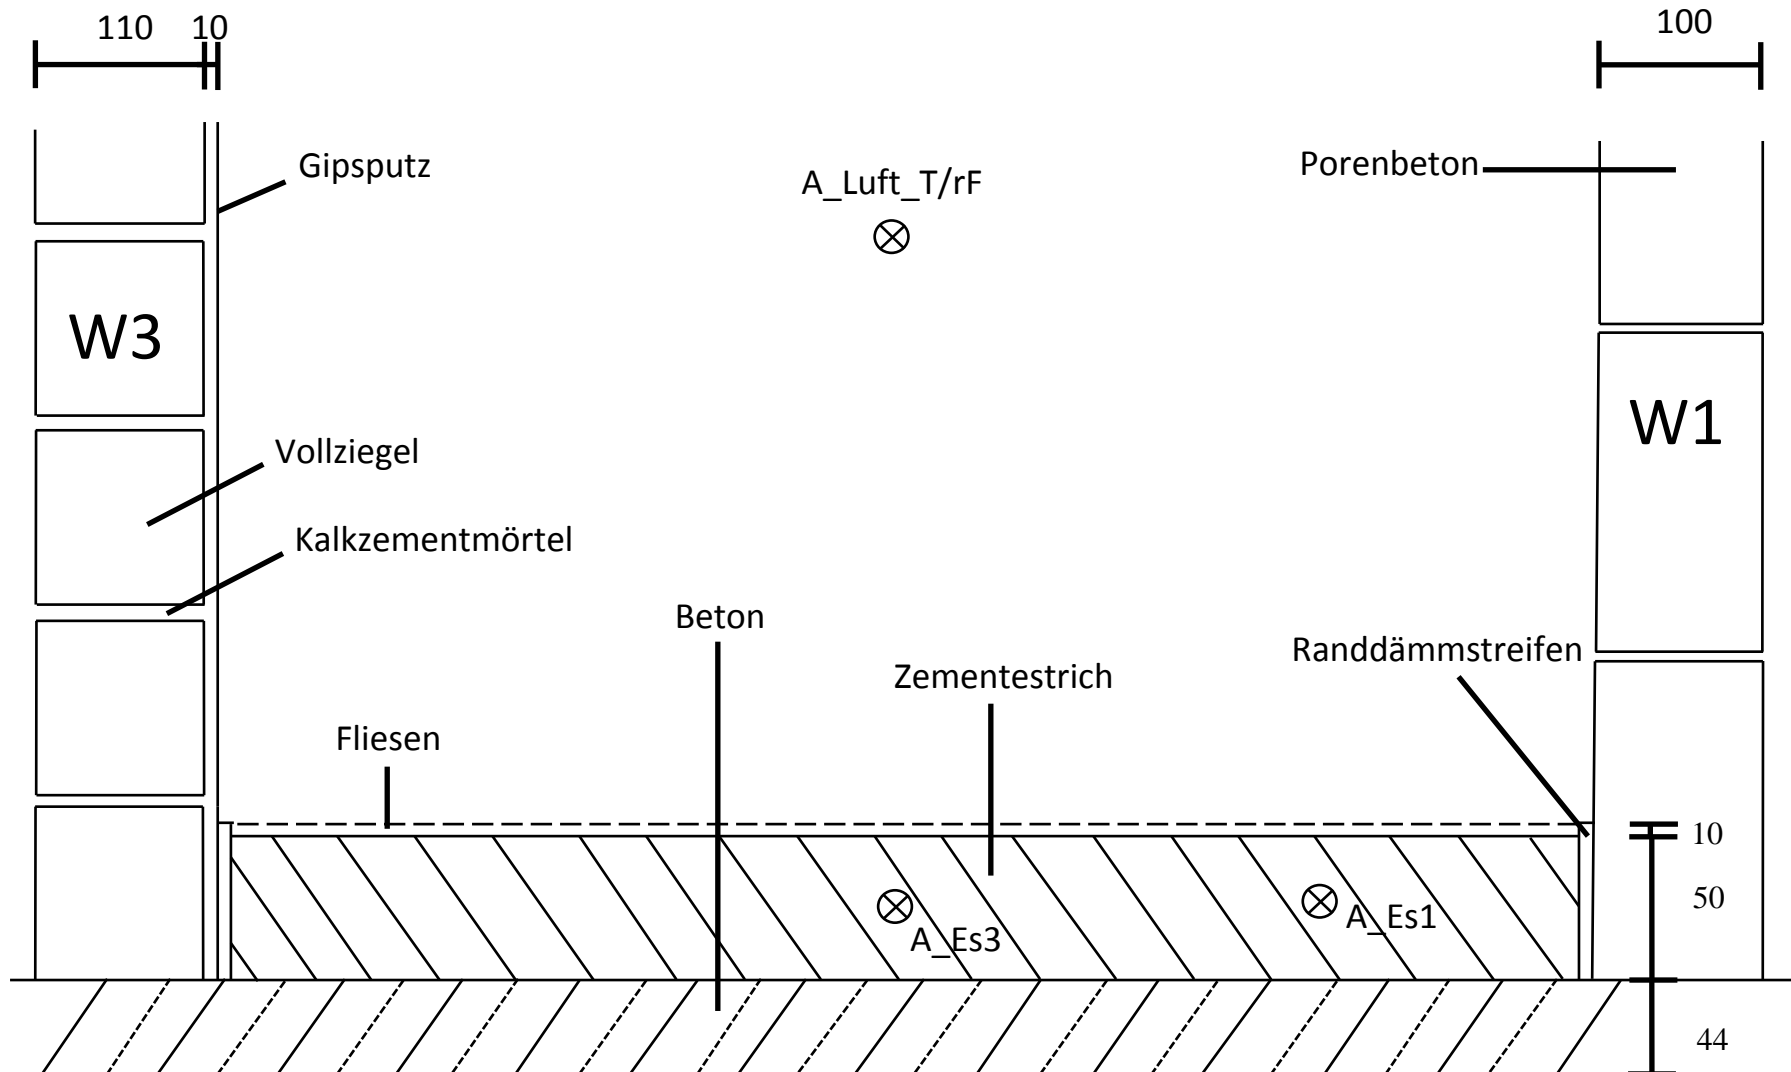 110 10
100
Gipsputz
A_Luft_T/rF
Porenbeton
W3
W1
Vollziegel
Kalkzementmörtel
Beton
Randdämmstreifen
Zementestrich
Fliesen
10
50
A_Es1
A_Es3
44